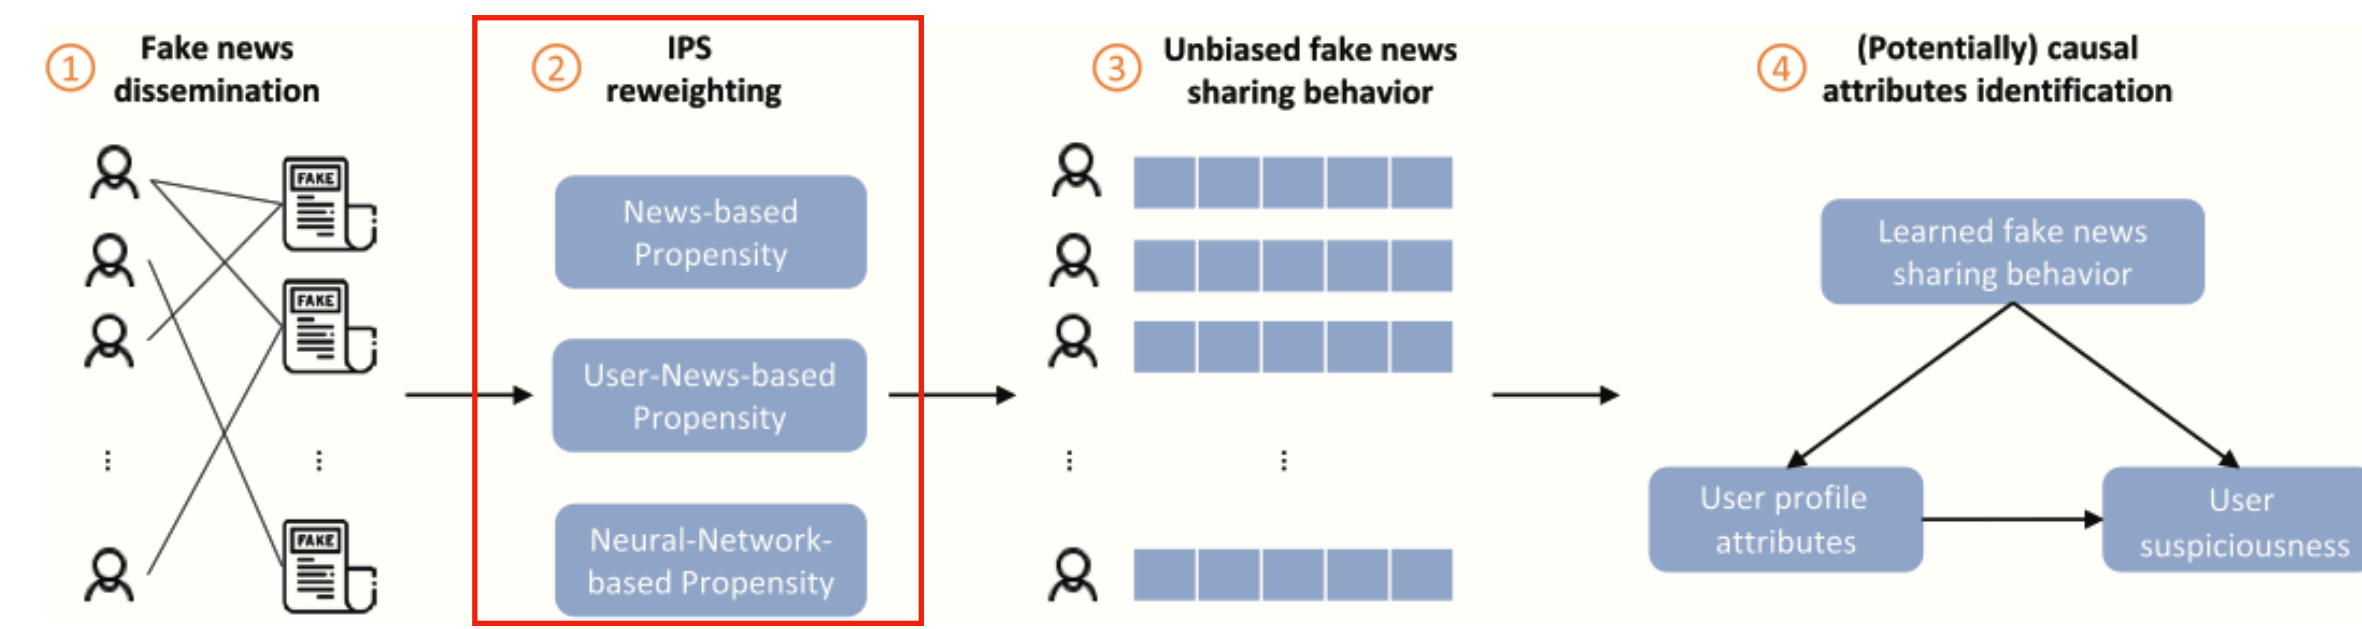 1
Fake news
dissemination
FAKE
FAKE
FAKE
2
IPS
reweighting
News-based
Propensity
User-News-based
Propensity
Neural-Network-
based Propensity
3
Unbiased fake news
sharing behavior
4
(Potentially) causal
attributes identification
Learned fake news
sharing behavior
User profile
attributes
User
suspiciousness